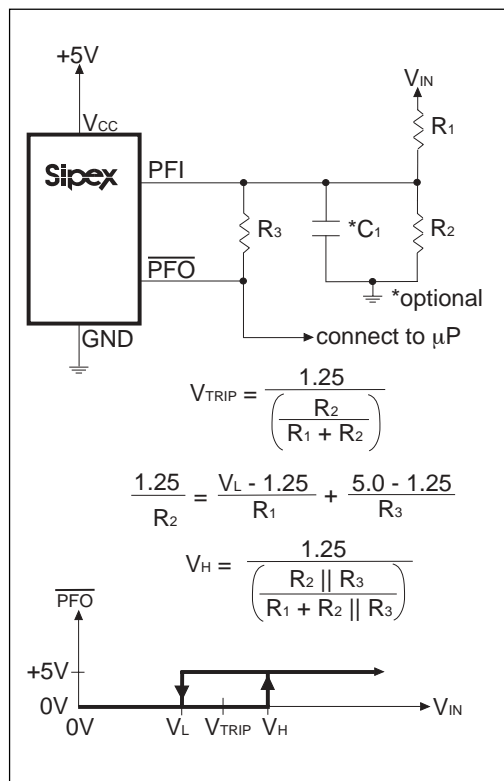 +5V
VCC
VIN
R1
Sipex
PFI
R3
*C1
R2
PFO
*optional
GND
connect to µP
VTRIP = 1.25 / (R2 / (R1 + R2))
1.25 / R2 = (VL - 1.25) / R1 + (5.0 - 1.25) / R3
VH = 1.25 / (R2 || R3 / (R1 + R2 || R3))
PFO
+5V
0V
0V VL VTRIP VH VIN